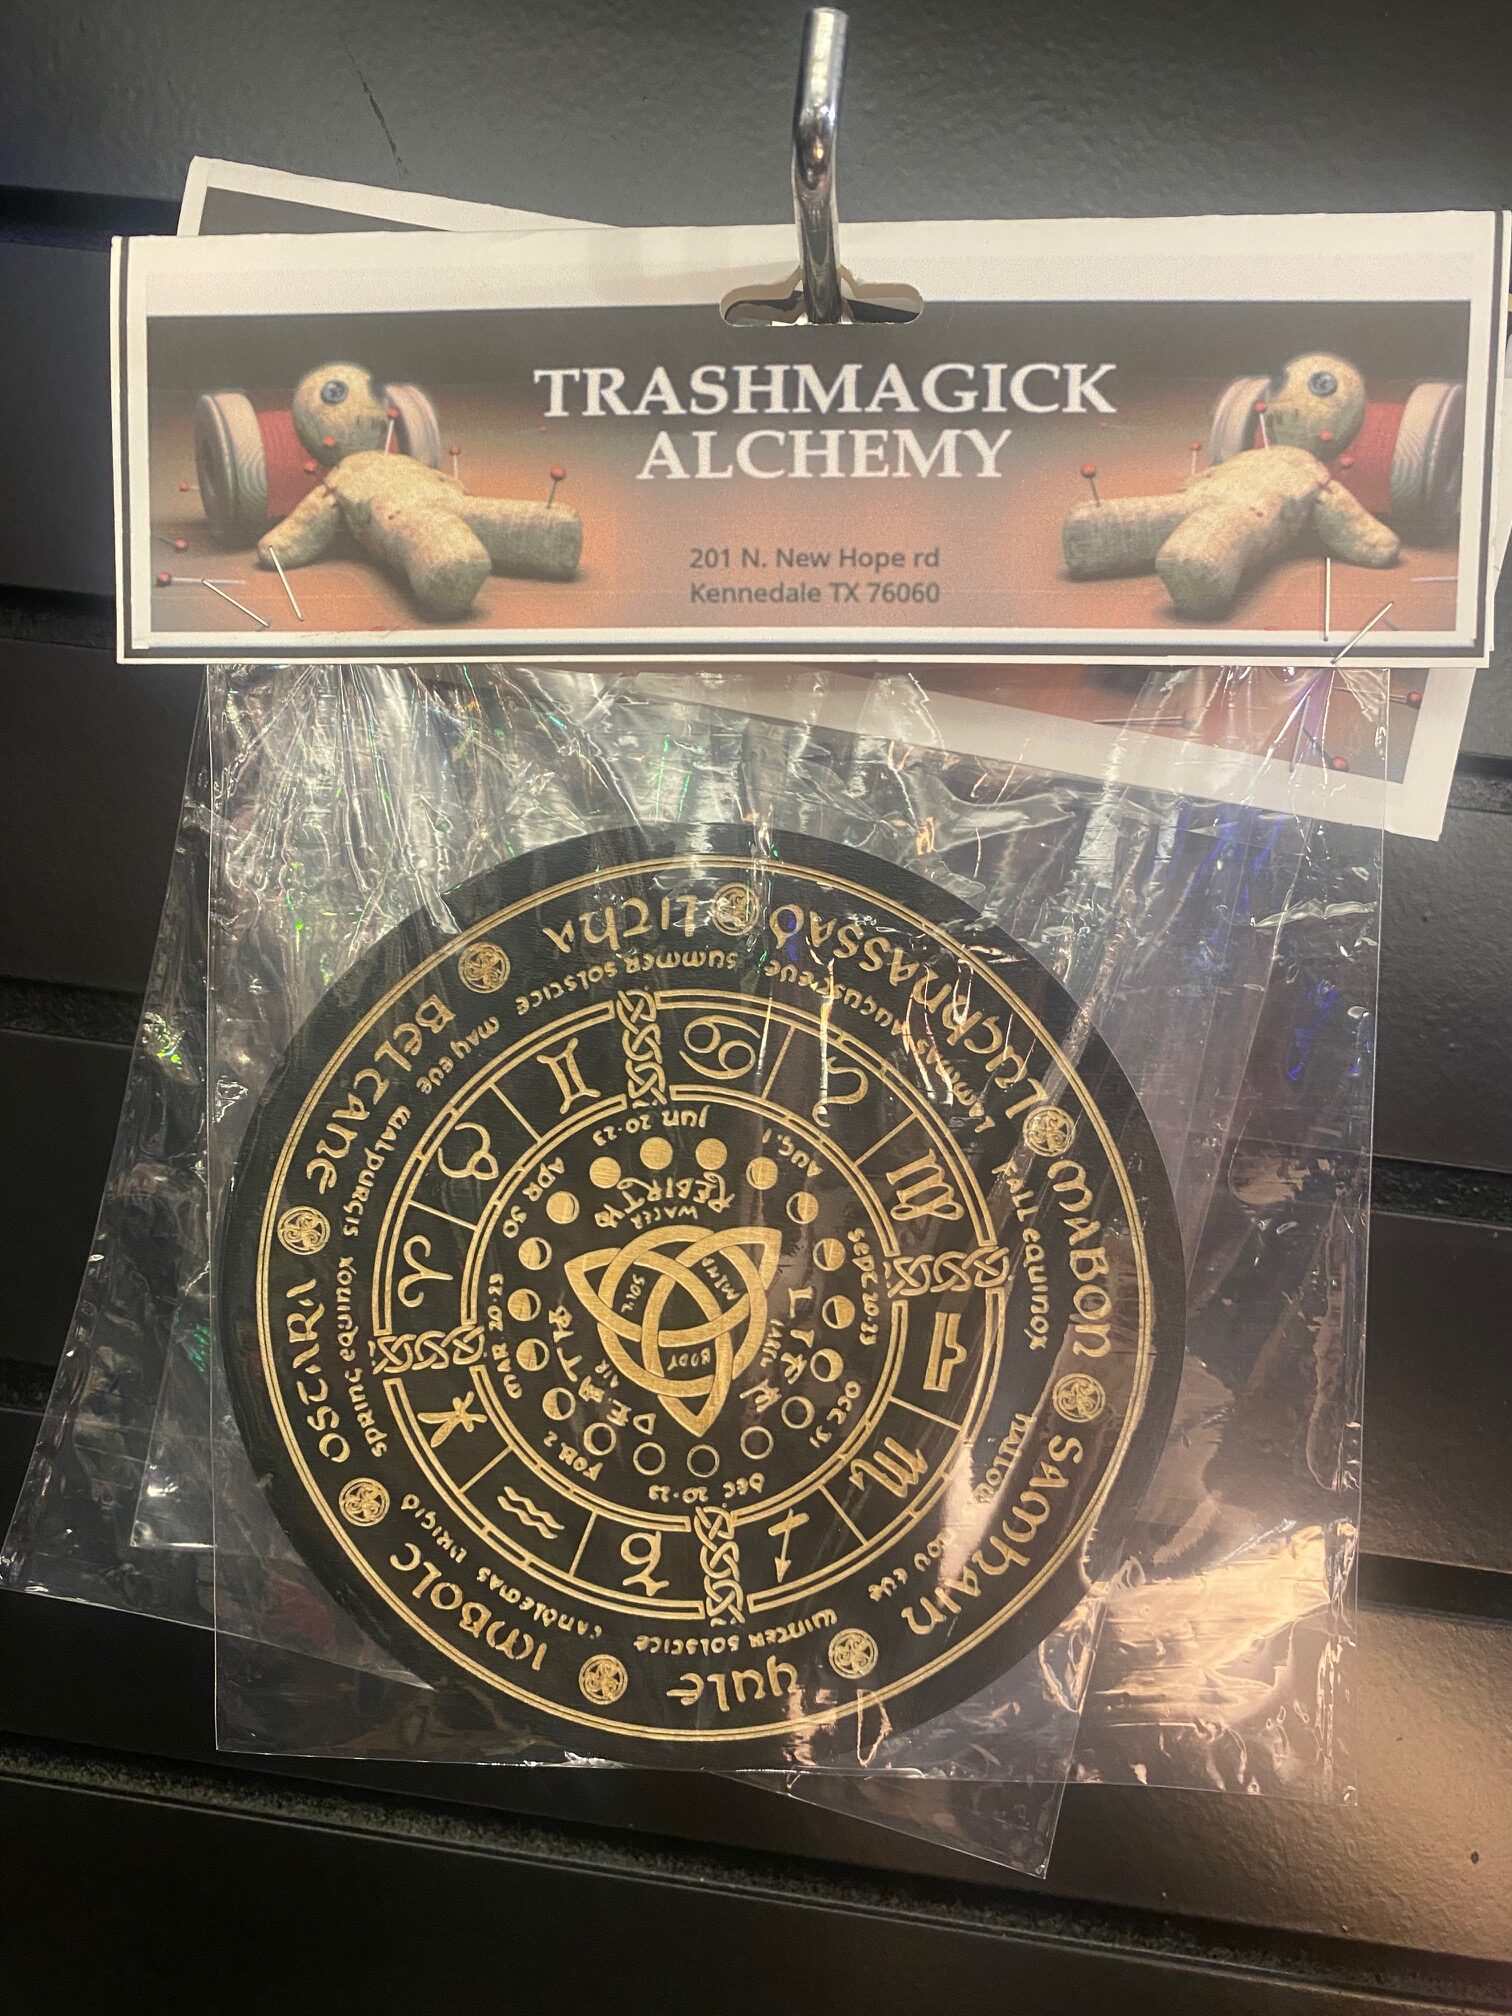 TRASHMAGICK
ALCHEMY
201 N. New Hope rd
Kennedale TX 76060
LITHA
SUMMER SOLSTICE
LUGHNASSAD
LAMMAS AUGUST EVE
MABON
FALL EQUINOX
SAMHAIN
NOV EVE
YULE
WINTER SOLSTICE
IMBOLC
CANDLEMAS BRIGID
OSTARA
SPRING
BELTANE
WALPURGIS MAY EVE
JUN 20-23
AUG. 1
SEPT 20-23
OCT 31
DEC 20-23
FEB. 2
MAR 20-23
APR 30
REBIRTH
WATER
LIFE
DEATH
AIR
MIND
BODY
SOUL